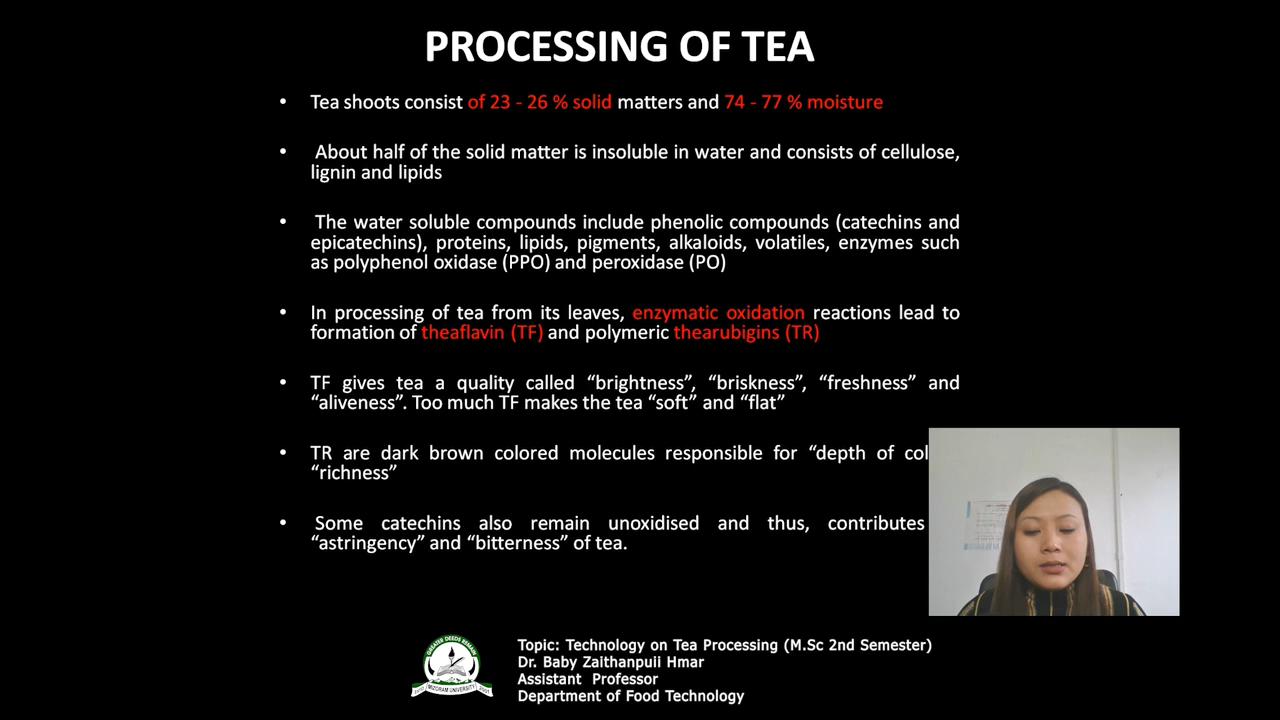 PROCESSING OF TEA
• Tea shoots consist of 23 - 26 % solid matters and 74 - 77 % moisture
• About half of the solid matter is insoluble in water and consists of cellulose,
lignin and lipids
• The water soluble compounds include phenolic compounds (catechins and
epicatechins), proteins, lipids, pigments, alkaloids, volatiles, enzymes such
as polyphenol oxidase (PPO) and peroxidase (PO)
• In processing of tea from its leaves, enzymatic oxidation reactions lead to
formation of theaflavin (TF) and polymeric thearubigins (TR)
• TF gives tea a quality called “brightness”, “briskness”, “freshness” and
“aliveness”. Too much TF makes the tea “soft” and “flat”
• TR are dark brown colored molecules responsible for “depth of col
“richness”
• Some catechins also remain unoxidised and thus, contributes
“astringency” and “bitterness” of tea.
GREATER DEEDS REMAIN
MIZORAM UNIVERSITY
Topic: Technology on Tea Processing (M.Sc 2nd Semester)
Dr. Baby Zaithanpuii Hmar
Assistant Professor
Department of Food Technology